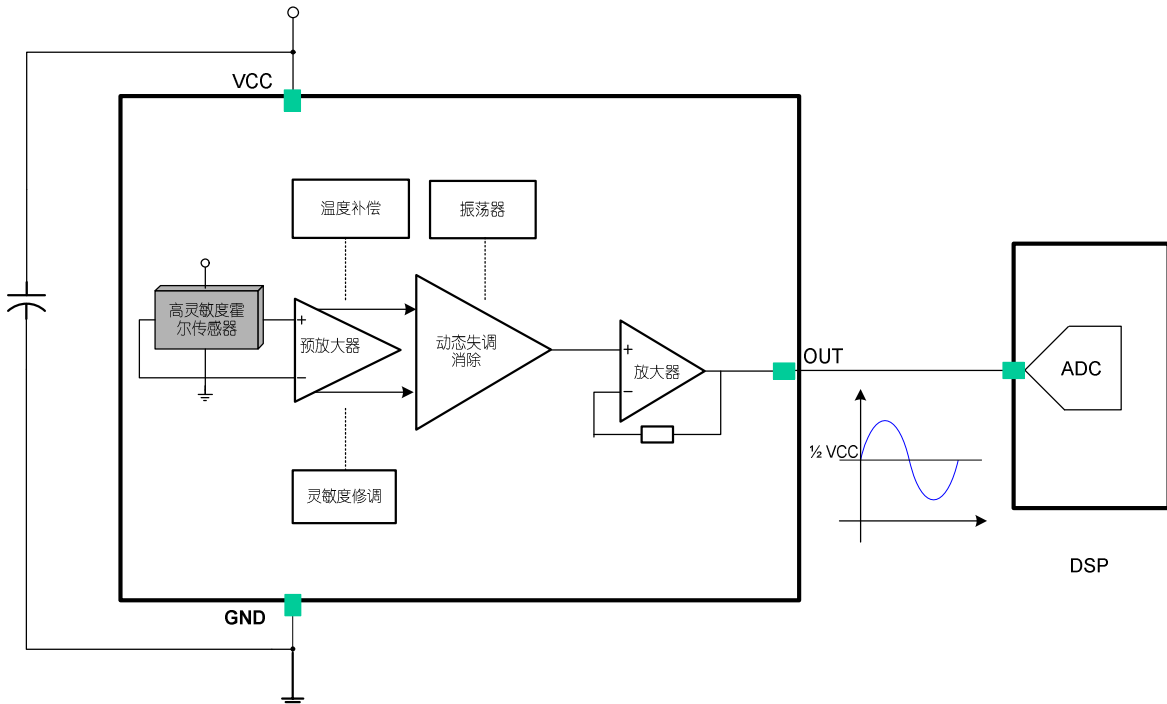 VCC
温度补偿
振荡器
高灵敏度霍
尔传感器
+
预放大器
−
动态失调
消除
+
放大器
−
OUT
ADC
½ VCC
灵敏度修调
DSP
GND